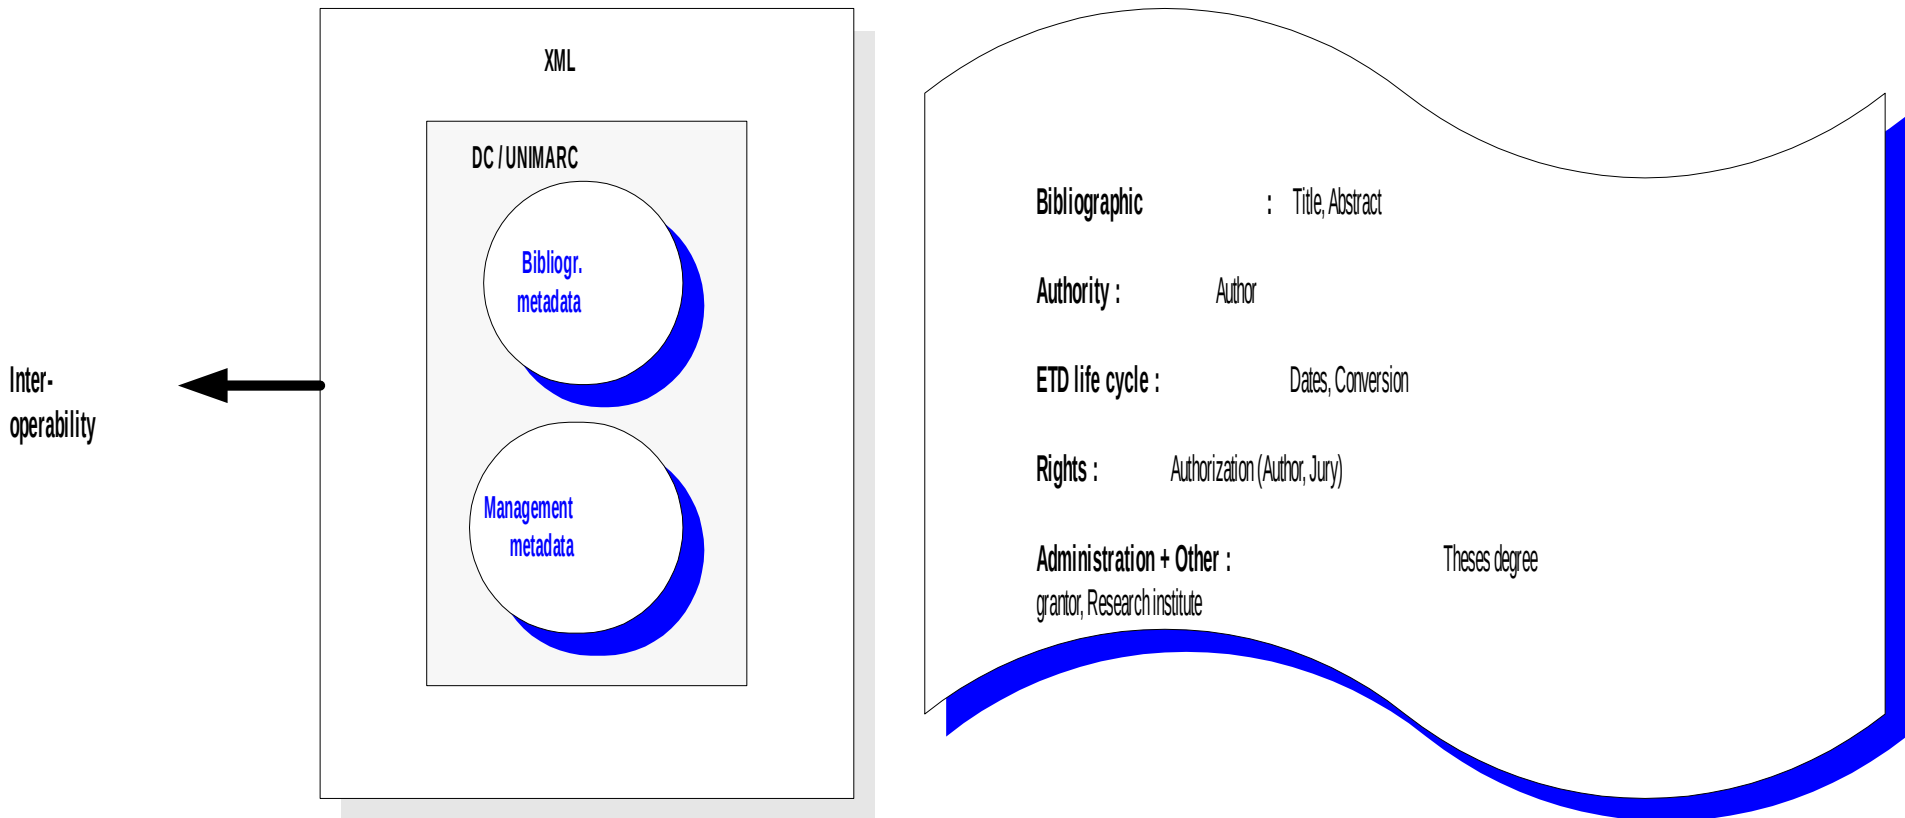 Inter-
operability
XML
DC / UNIMARC
Bibliogr.
metadata
Management
metadata
Bibliographic : Title, Abstract
Authority : Author
ETD life cycle : Dates, Conversion
Rights : Authorization (Author, Jury)
Administration + Other : Theses degree
grantor, Research institute